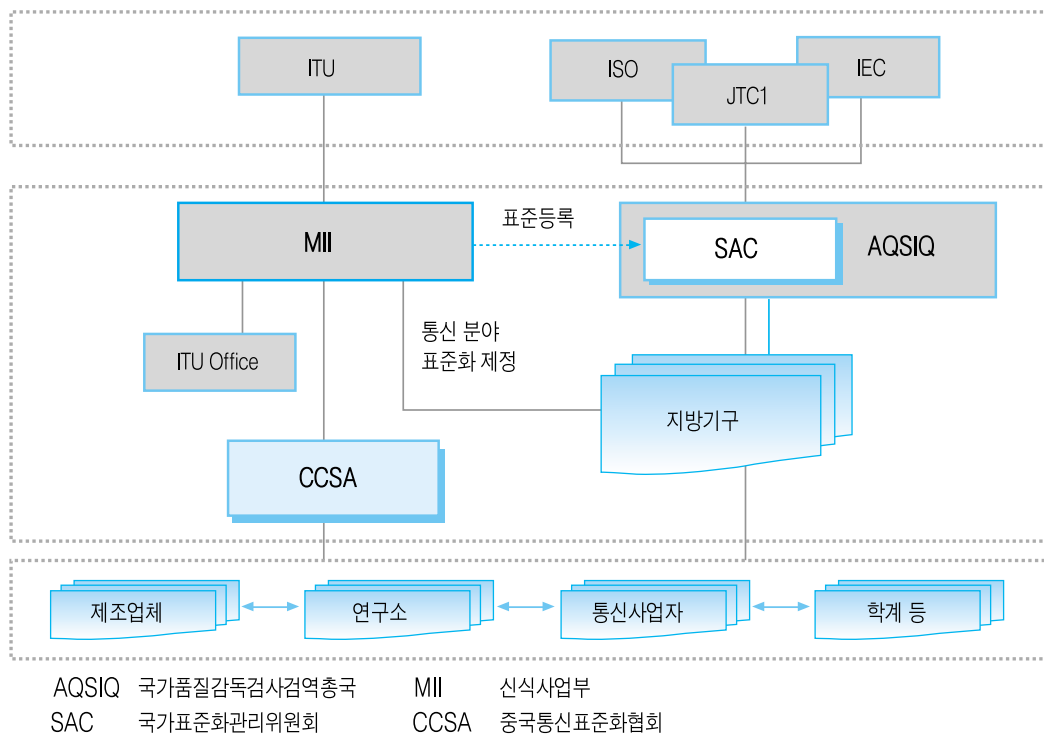 ITU
ISO
IEC
JTC1
MII
표준등록
SAC
AQSIQ
통신 분야
표준화 제정
ITU Office
지방기구
CCSA
제조업체
연구소
통신사업자
학계 등
AQSIQ 국가품질감독검사검역총국 MII 신식사업부
SAC 국가표준화관리위원회 CCSA 중국통신표준화협회